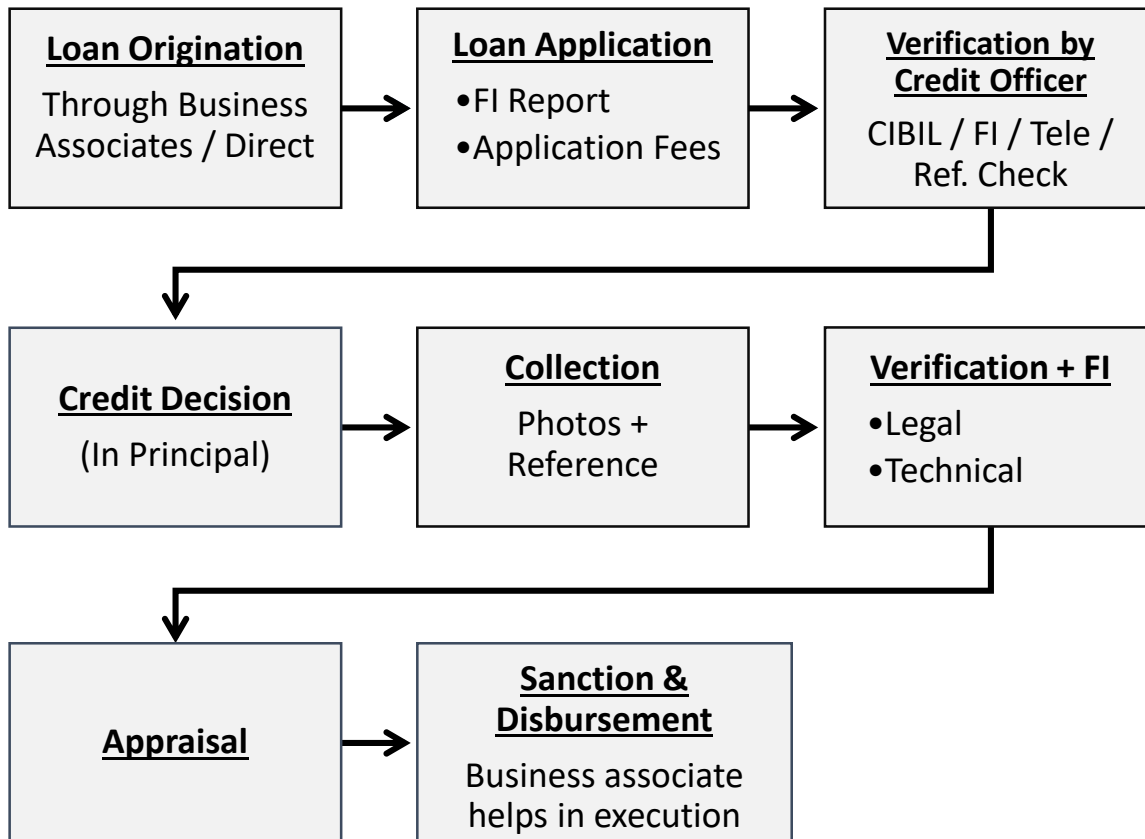 Loan Origination
Through Business
Associates / Direct
Loan Application
•FI Report
•Application Fees
Verification by
Credit Officer
CIBIL / FI / Tele /
Ref. Check
Credit Decision
(In Principal)
Collection
Photos +
Reference
Verification + FI
•Legal
•Technical
Appraisal
Sanction &
Disbursement
Business associate
helps in execution